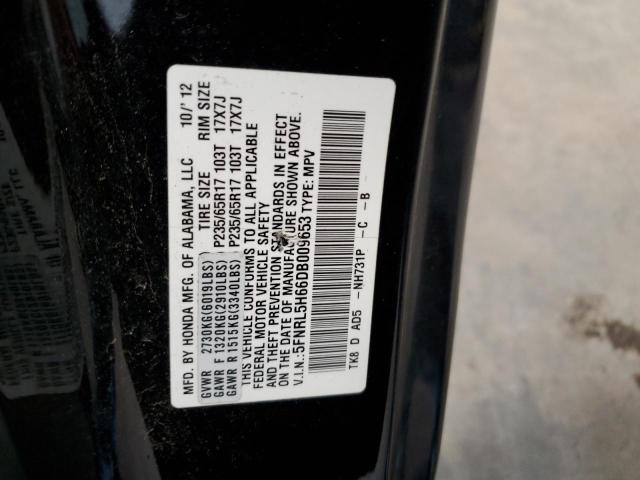 MFD. BY HONDA MFG. OF ALABAMA, LLC 10/'12
GVWR 2730KG(6019LBS) TIRE SIZE RIM SIZE
GAWR F 1320KG(2910LBS) P235/65R17 103T 17X7J
GAWR R 1515KG(3340LBS) P235/65R17 103T 17X7J
THIS VEHICLE CONFORMS TO ALL APPLICABLE
FEDERAL MOTOR VEHICLE SAFETY
AND THEFT PREVENTION STANDARDS IN EFFECT
ON THE DATE OF MANUFACTURE SHOWN ABOVE.
V.I.N.:5FNRL5H66DB009653 TYPE: MPV
TK8 D AD5 -NH731P -C -B